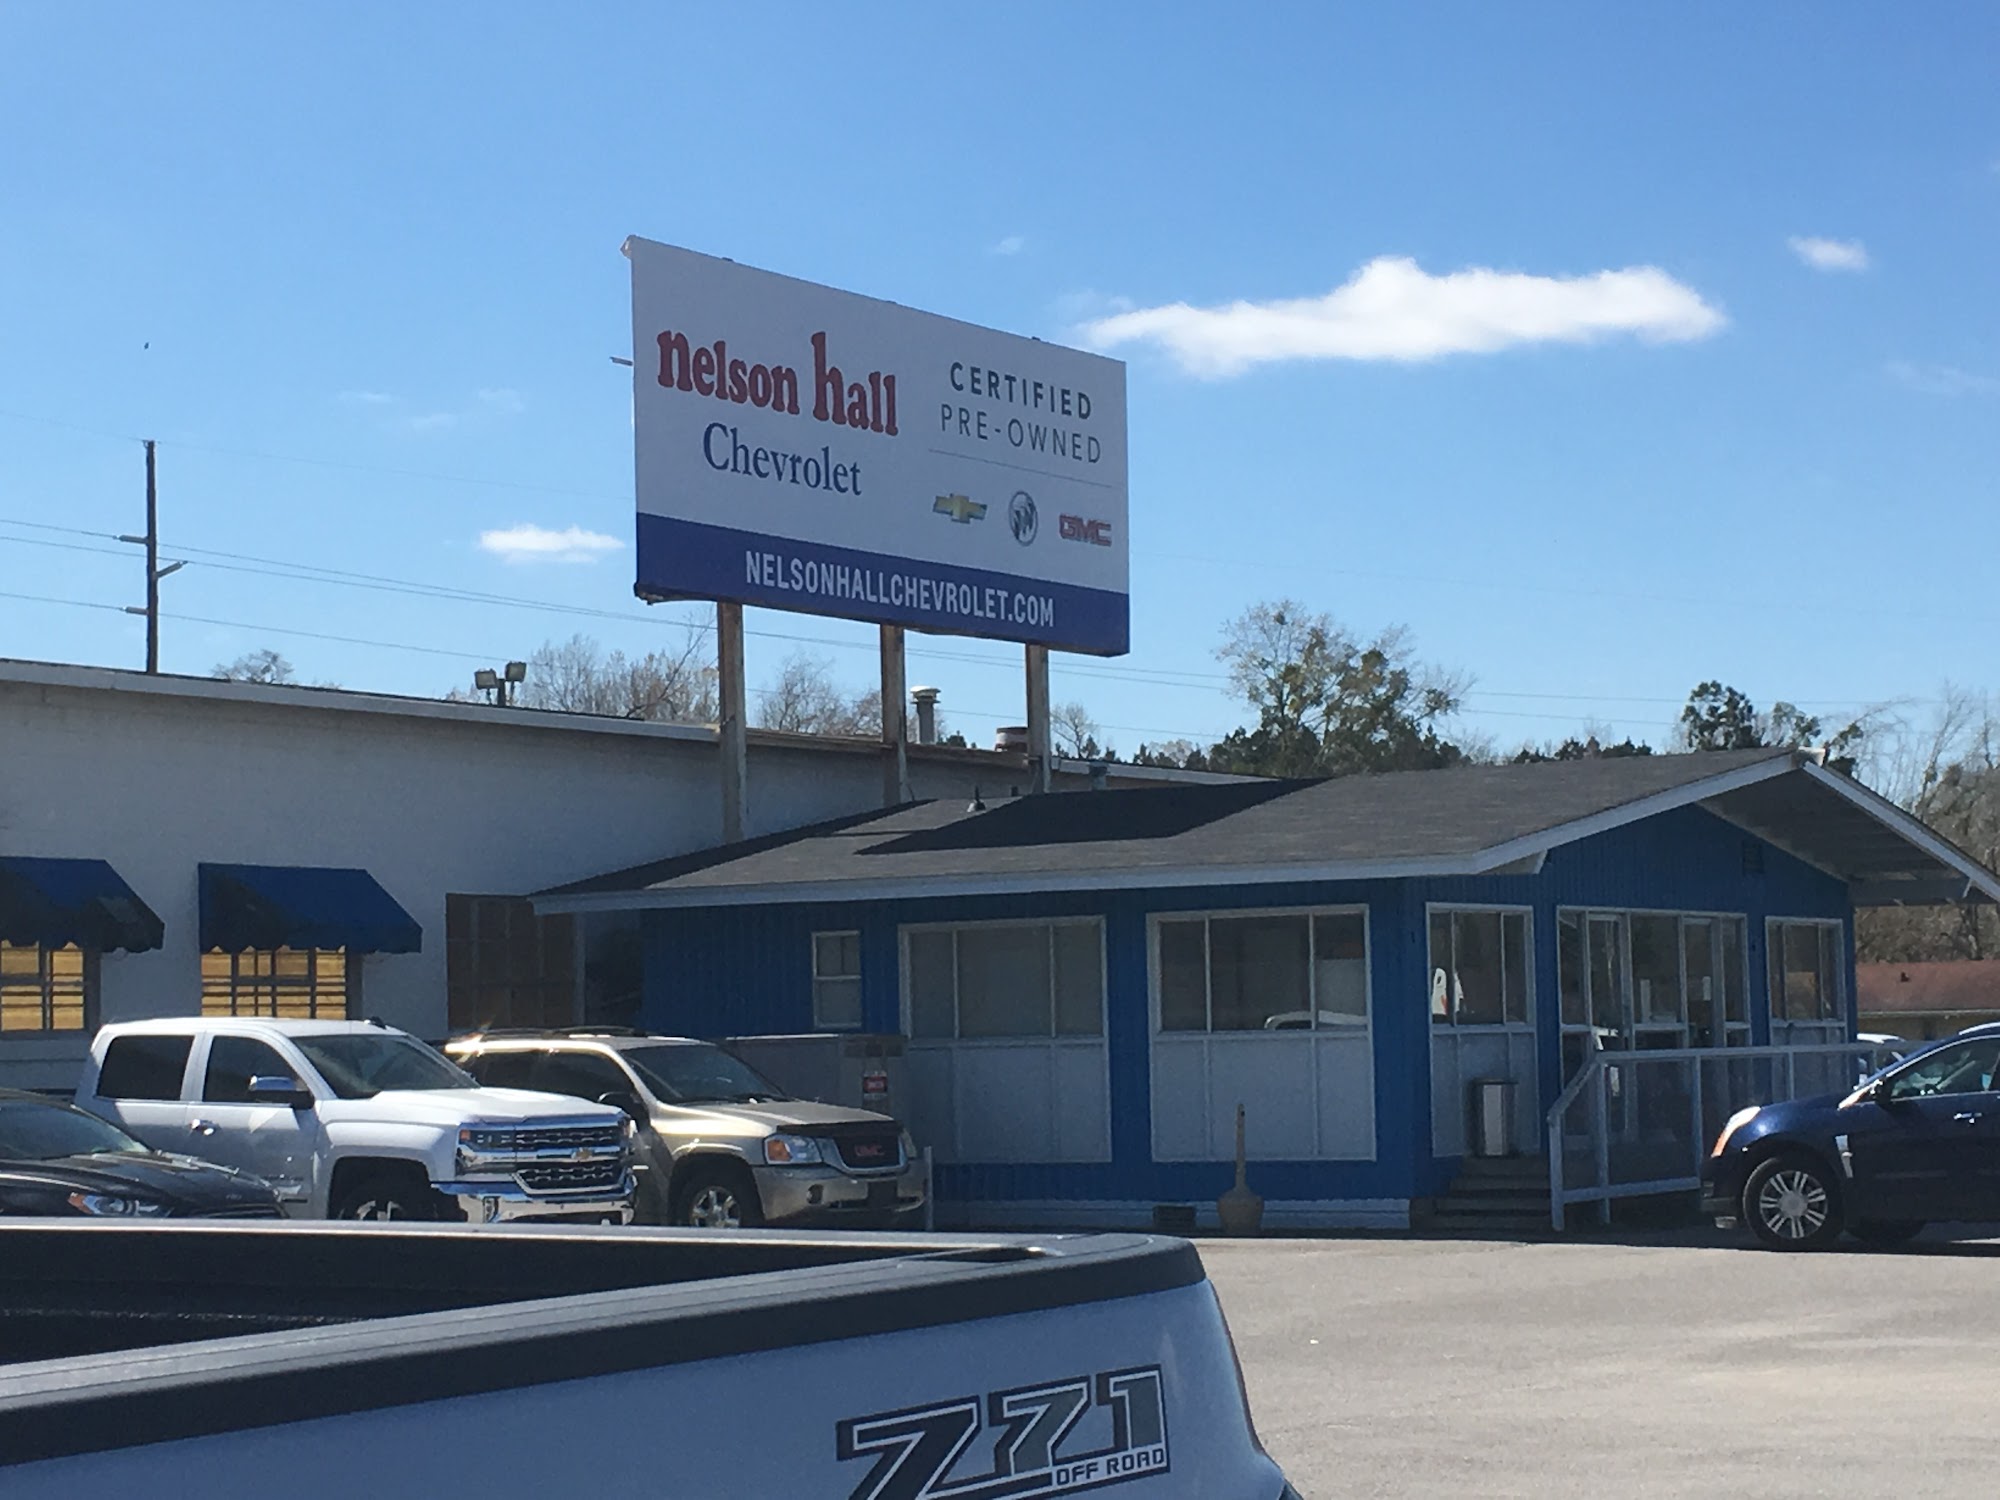 nelson hall
Chevrolet
CERTIFIED
PRE-OWNED
GMC
NELSONHALLCHEVROLET.COM
GMC
Z71
OFF ROAD